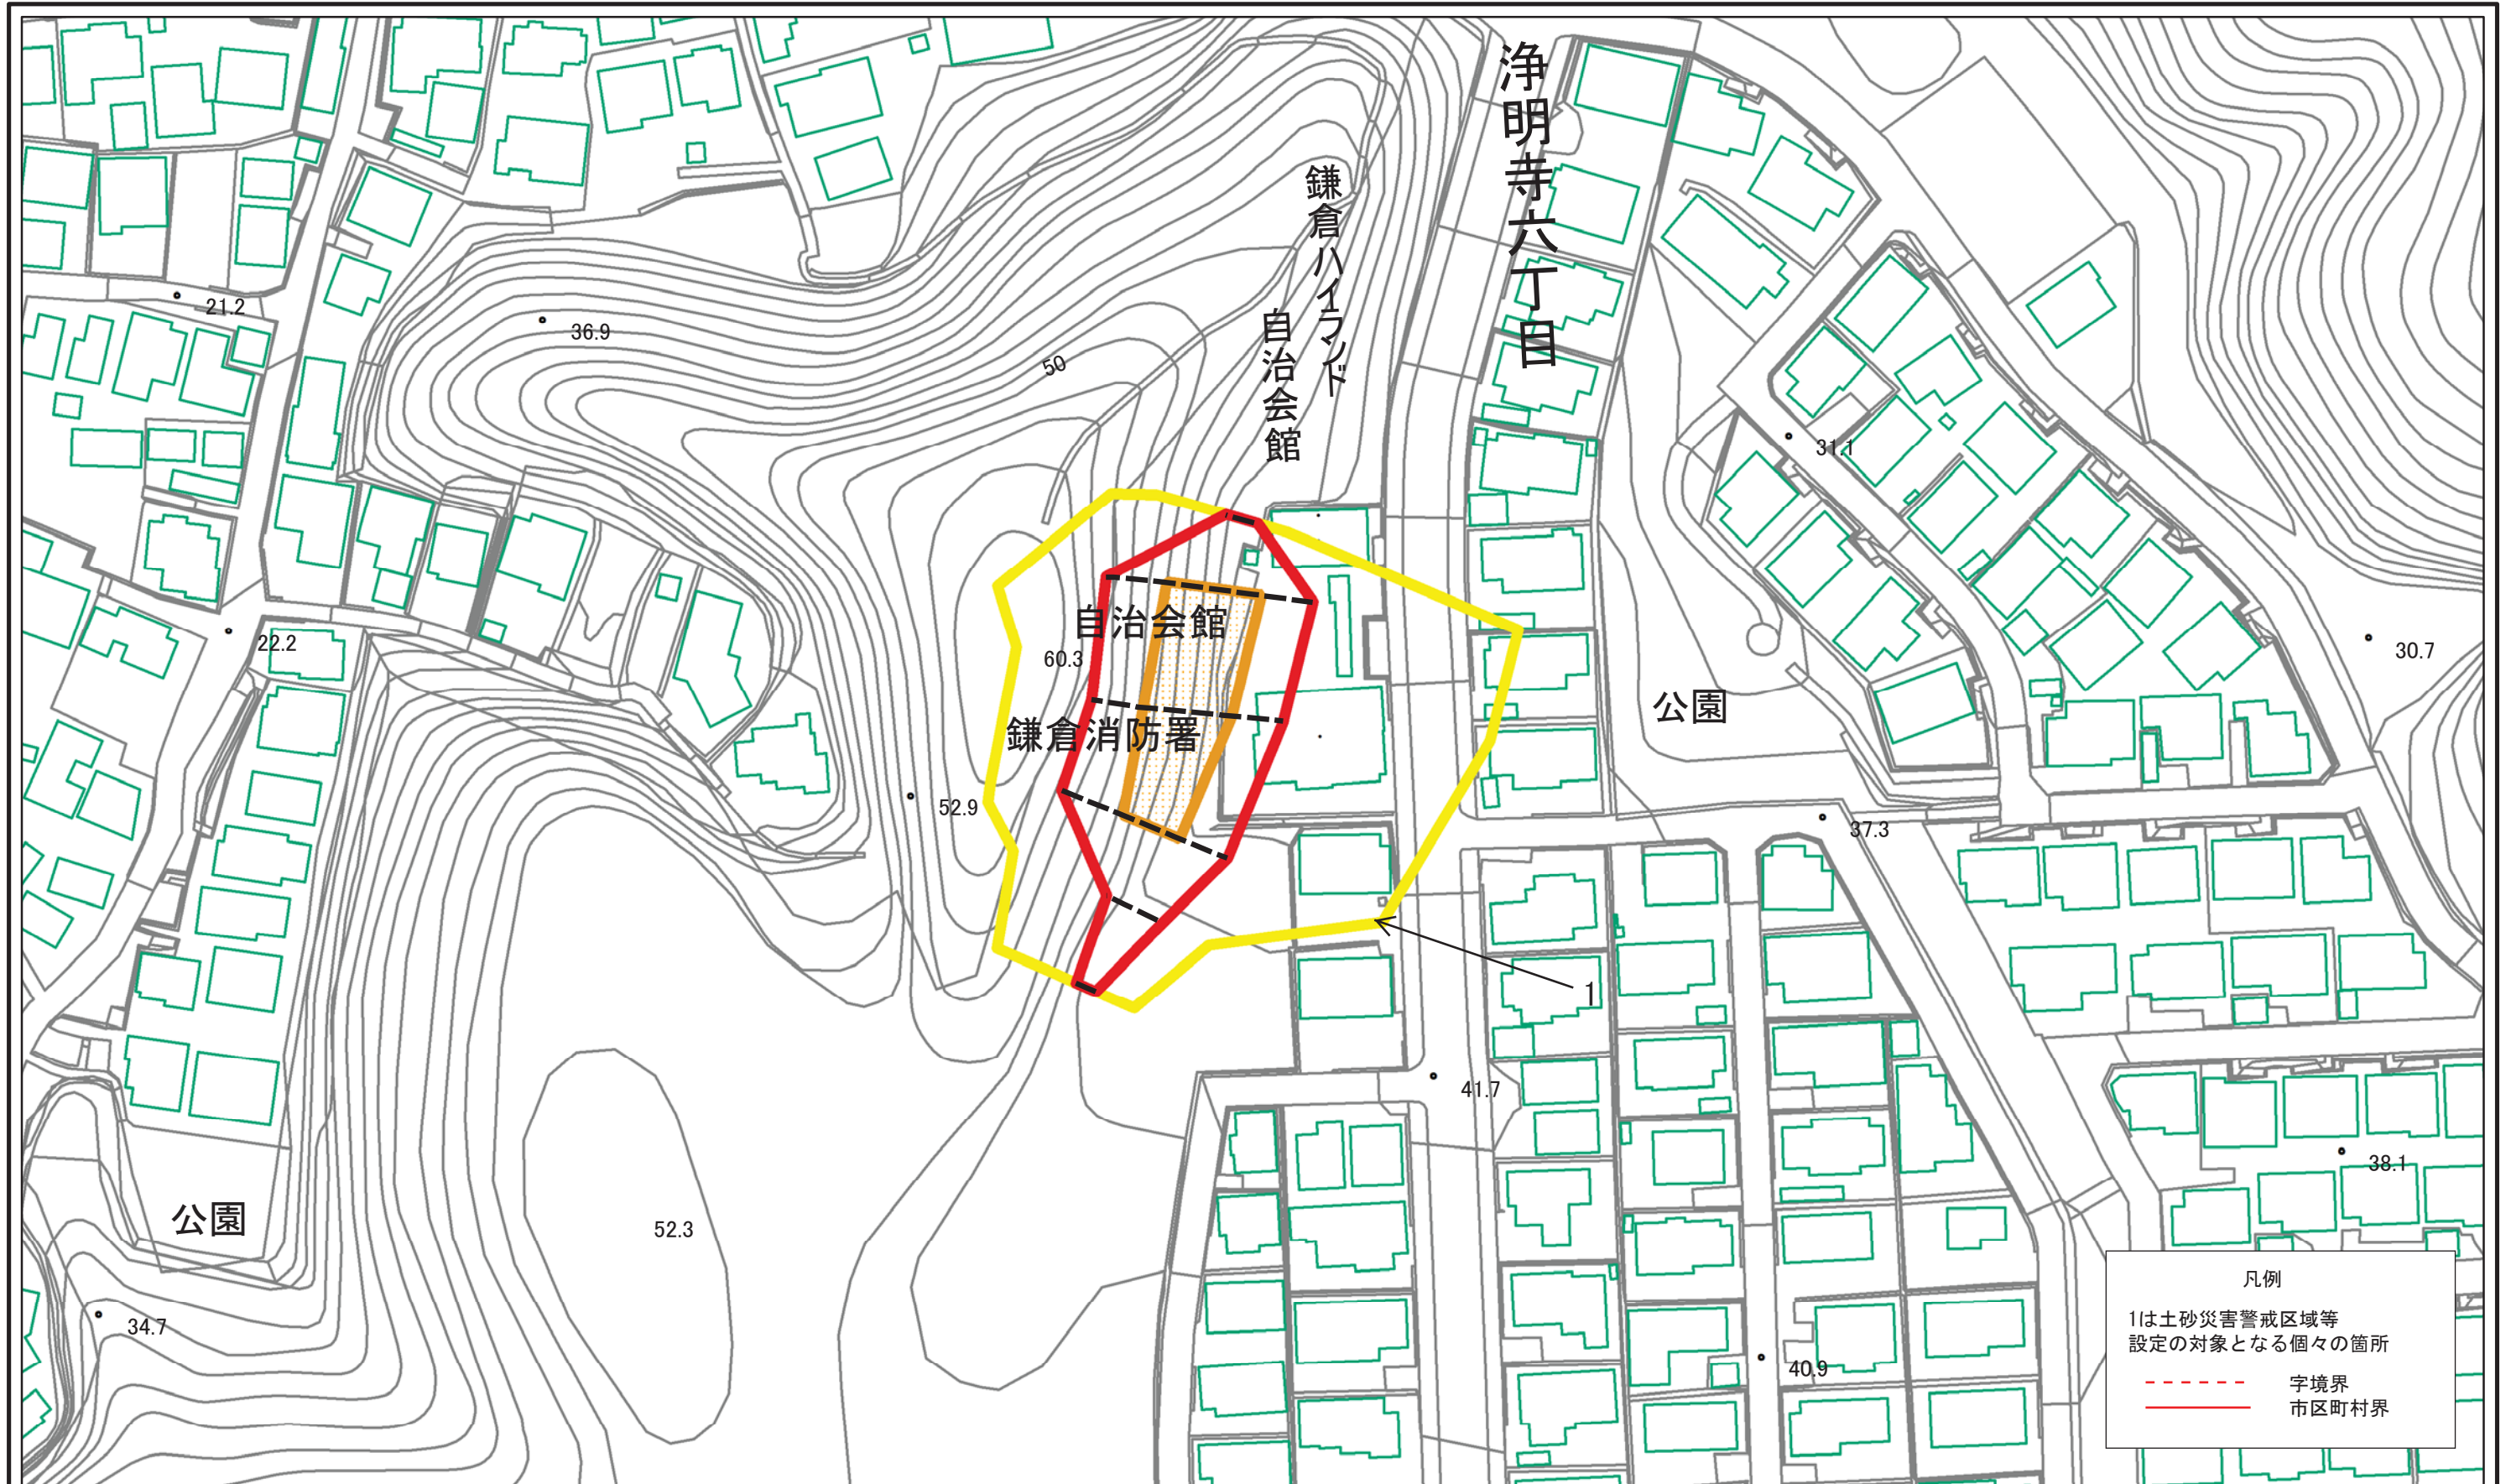 浄明寺六丁目
鎌倉ハイランド
自治会館
21.2
36.9
50
31.1
自治会館
22.2
60.3
30.7
公園
鎌倉消防署
52.9
37.3
1
41.7
38.1
公園
52.3
34.7
40.9
凡例
1は土砂災害警戒区域等
設定の対象となる個々の箇所
字境界
市区町村界